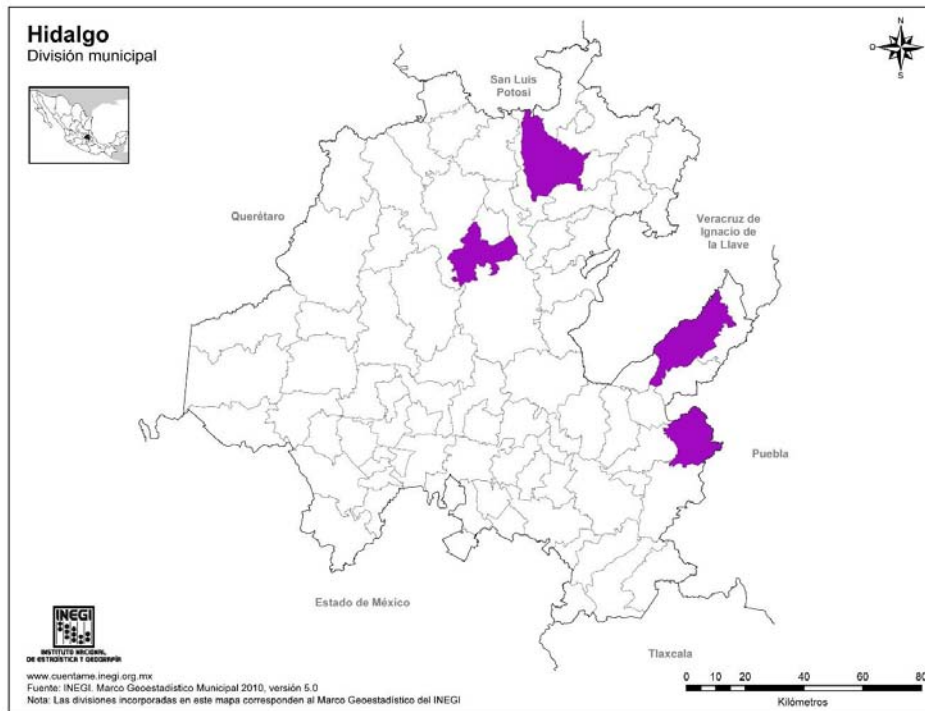 Hidalgo
División municipal
N
O
E
S
San Luis
Potosí
Querétaro
Veracruz de
Ignacio de
la Llave
Puebla
Estado de México
Tlaxcala
INEGI
INSTITUTO NACIONAL
DE ESTADÍSTICA Y GEOGRAFÍA
www.cuentame.inegi.org.mx
Fuente: INEGI. Marco Geoestadístico Municipal 2010, versión 5.0
Nota: Las divisiones incorporadas en este mapa corresponden al Marco Geoestadístico del INEGI
0 20 40 60 80
Kilómetros